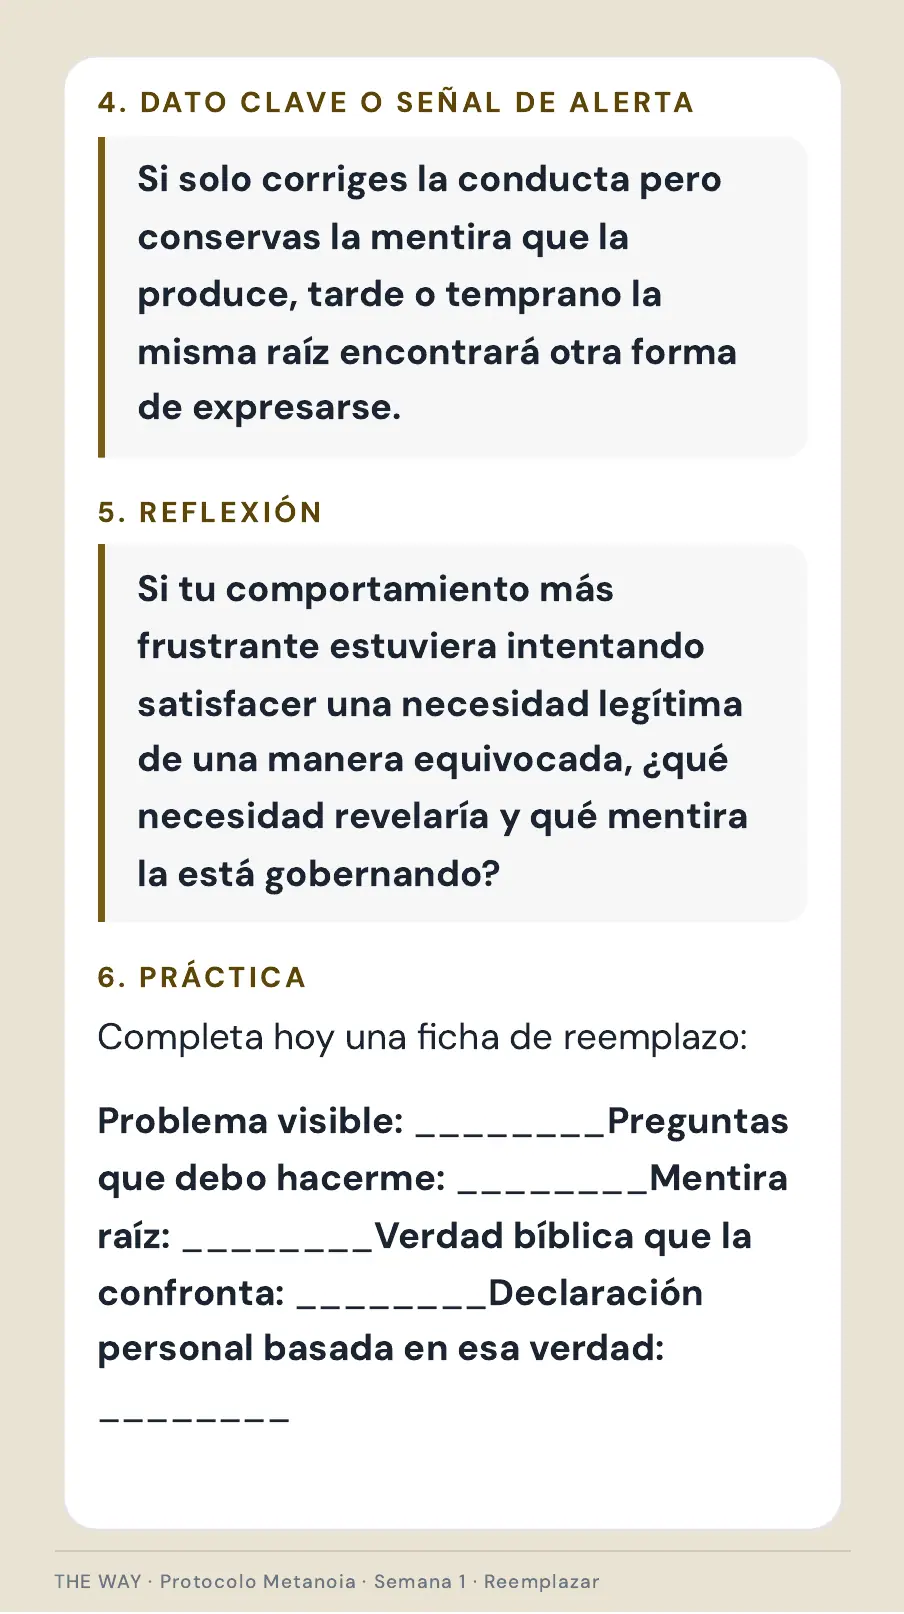 4. DATO CLAVE O SEÑAL DE ALERTA
Si solo corriges la conducta pero
conservas la mentira que la
produce, tarde o temprano la
misma raíz encontrará otra forma
de expresarse.
5. REFLEXIÓN
Si tu comportamiento más
frustrante estuviera intentando
satisfacer una necesidad legítima
de una manera equivocada, ¿qué
necesidad revelaría y qué mentira
la está gobernando?
6. PRÁCTICA
Completa hoy una ficha de reemplazo:
Problema visible: ________Preguntas
que debo hacerme: ________Mentira
raíz: ________Verdad bíblica que la
confronta: ________Declaración
personal basada en esa verdad:
________
THE WAY · Protocolo Metanoia · Semana 1 · Reemplazar